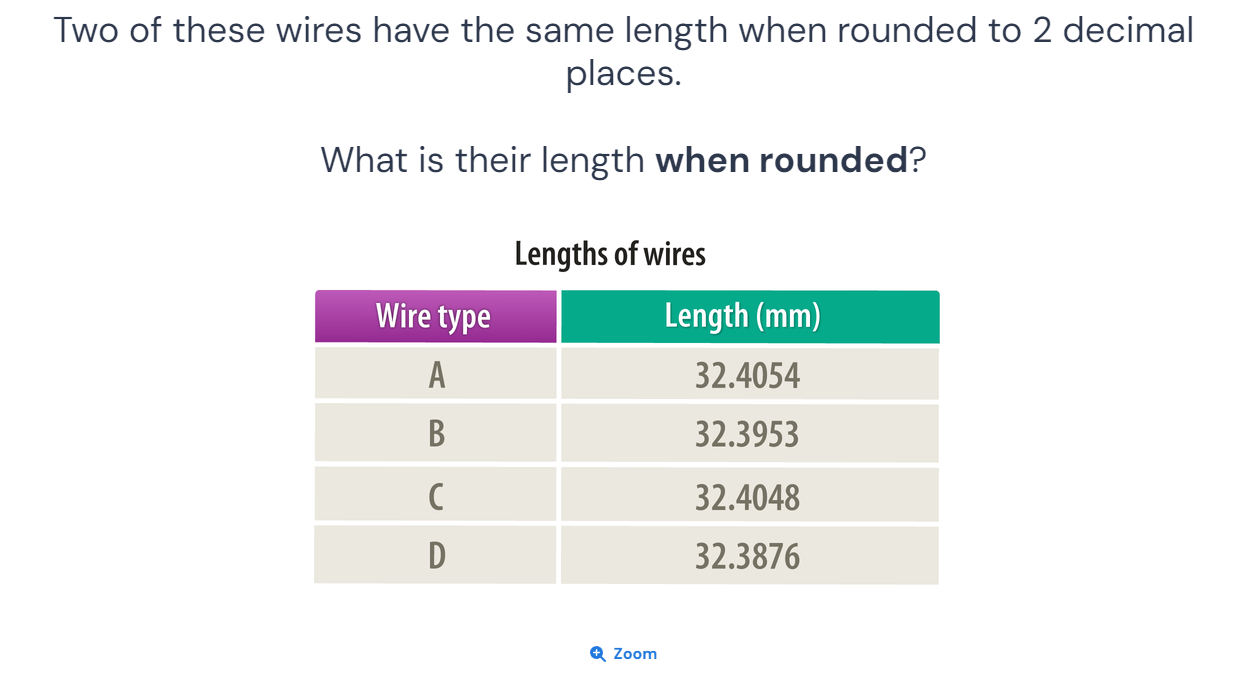 Two of these wires have the same length when rounded to 2 decimal
places.
What is their length when rounded?
Lengths of wires
Wire type Length (mm)
A 32.4054
B 32.3953
C 32.4048
D 32.3876
Zoom